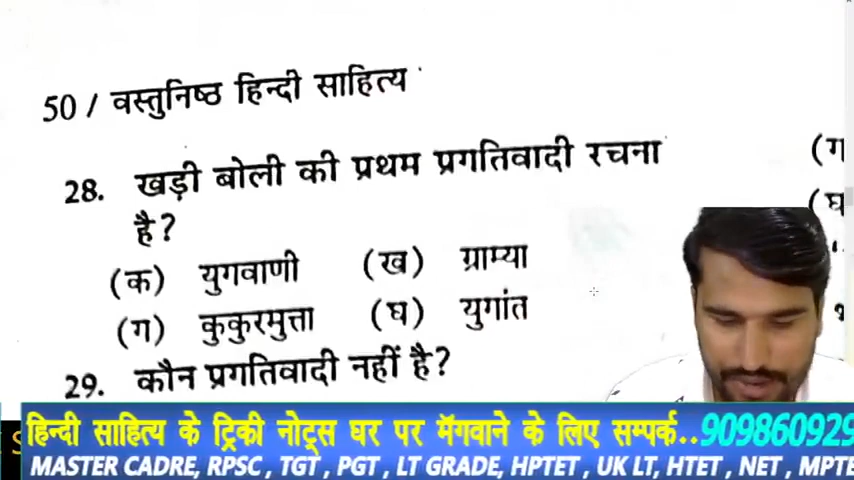 50 / वस्तुनिष्ठ हिन्दी साहित्य
28. खड़ी बोली की प्रथम प्रगतिवादी रचना
है?
(क) युगवाणी (ख) ग्राम्या
(ग) कुकुरमुत्ता (घ) युगांत
29. कौन प्रगतिवादी नहीं है?
(ग
(घ
हिन्दी साहित्य के ट्रिकी नोट्स घर पर मॅगवाने के लिए सम्पर्क..909860929
MASTER CADRE, RPSC , TGT , PGT , LT GRADE, HPTET , UK LT, HTET , NET , MPTE